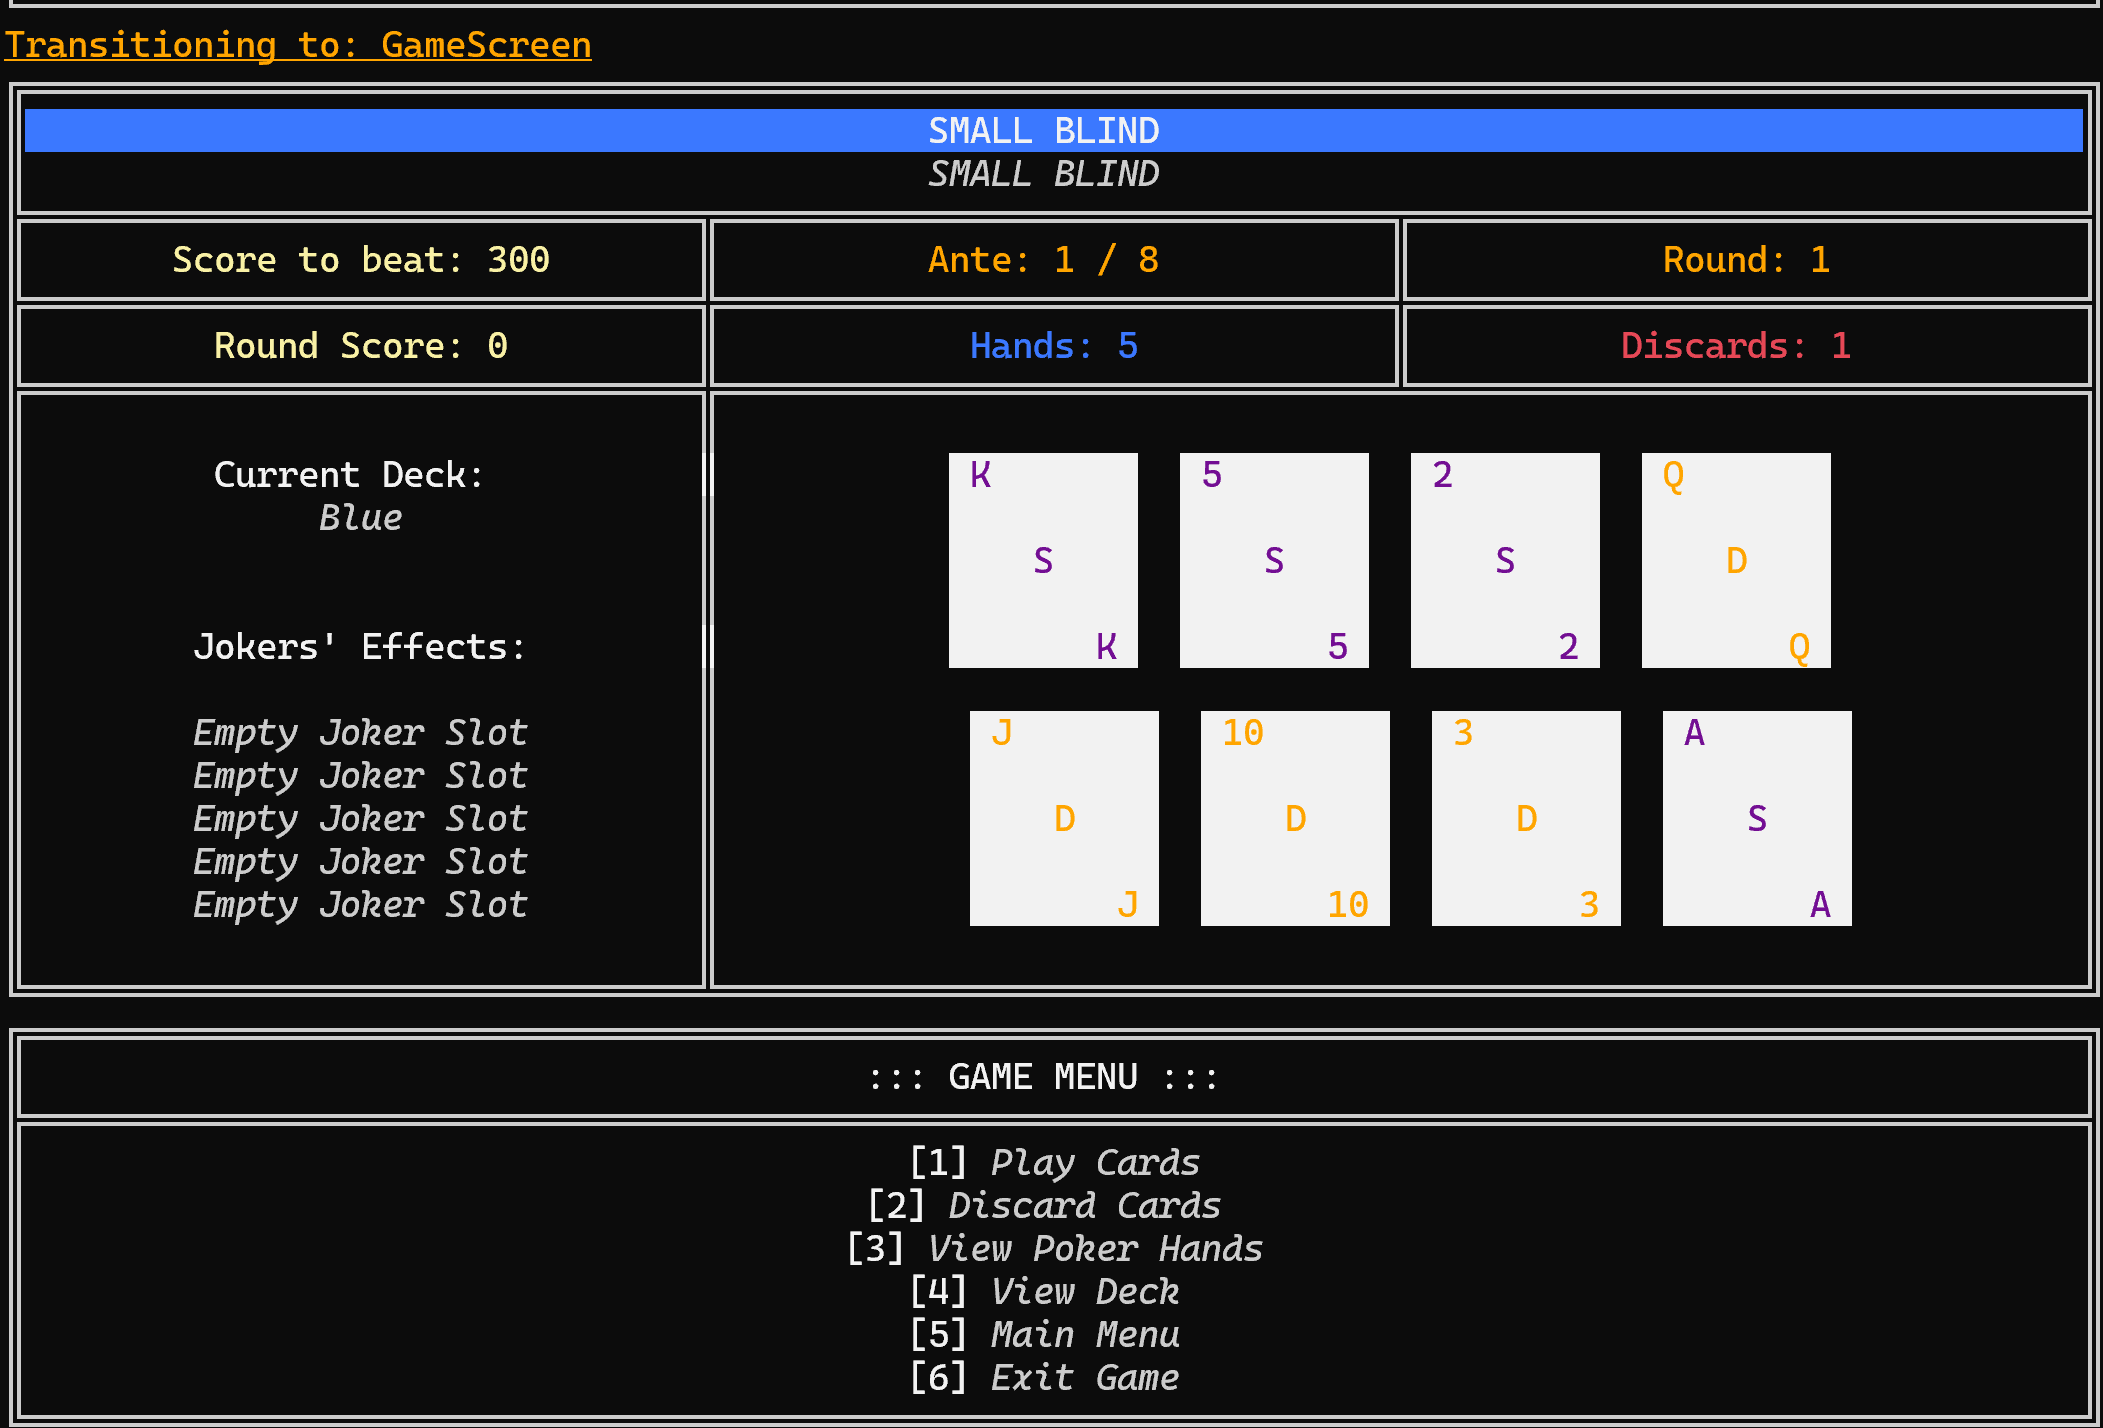 Transitioning to: GameScreen
SMALL BLIND
SMALL BLIND
Score to beat: 300
Ante: 1 / 8
Round: 1
Round Score: 0
Hands: 5
Discards: 1
Current Deck:
Blue
Jokers' Effects:
Empty Joker Slot
Empty Joker Slot
Empty Joker Slot
Empty Joker Slot
Empty Joker Slot
K 5 2 Q
S S S D
K 5 2 Q
J 10 3 A
D D D S
J 10 3 A
::: GAME MENU :::
[1] Play Cards
[2] Discard Cards
[3] View Poker Hands
[4] View Deck
[5] Main Menu
[6] Exit Game